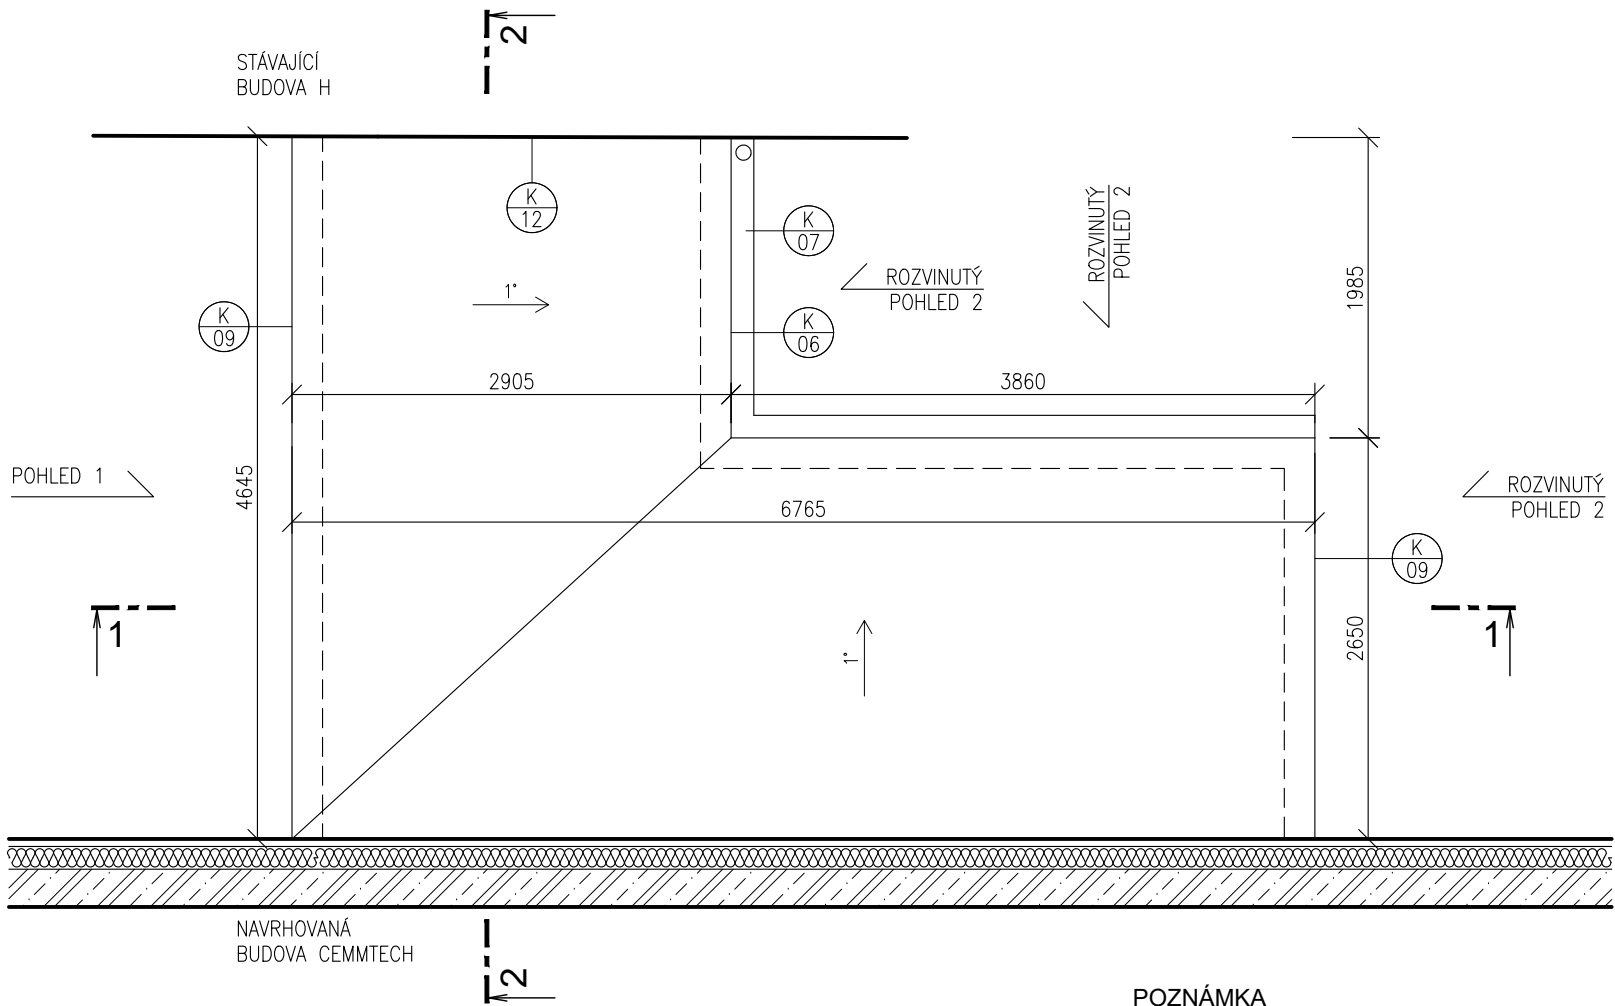 2
STÁVAJÍCÍ
BUDOVA H
K
12
K
07
ROZVINUTÝ
POHLED 2
ROZVINUTÝ
POHLED 2
1985
1°
K
09
K
06
2905
3860
POHLED 1
4645
6765
ROZVINUTÝ
POHLED 2
K
09
1
1
2650
1°
NAVRHOVANÁ
BUDOVA CEMMTECH
2
POZNÁMKA